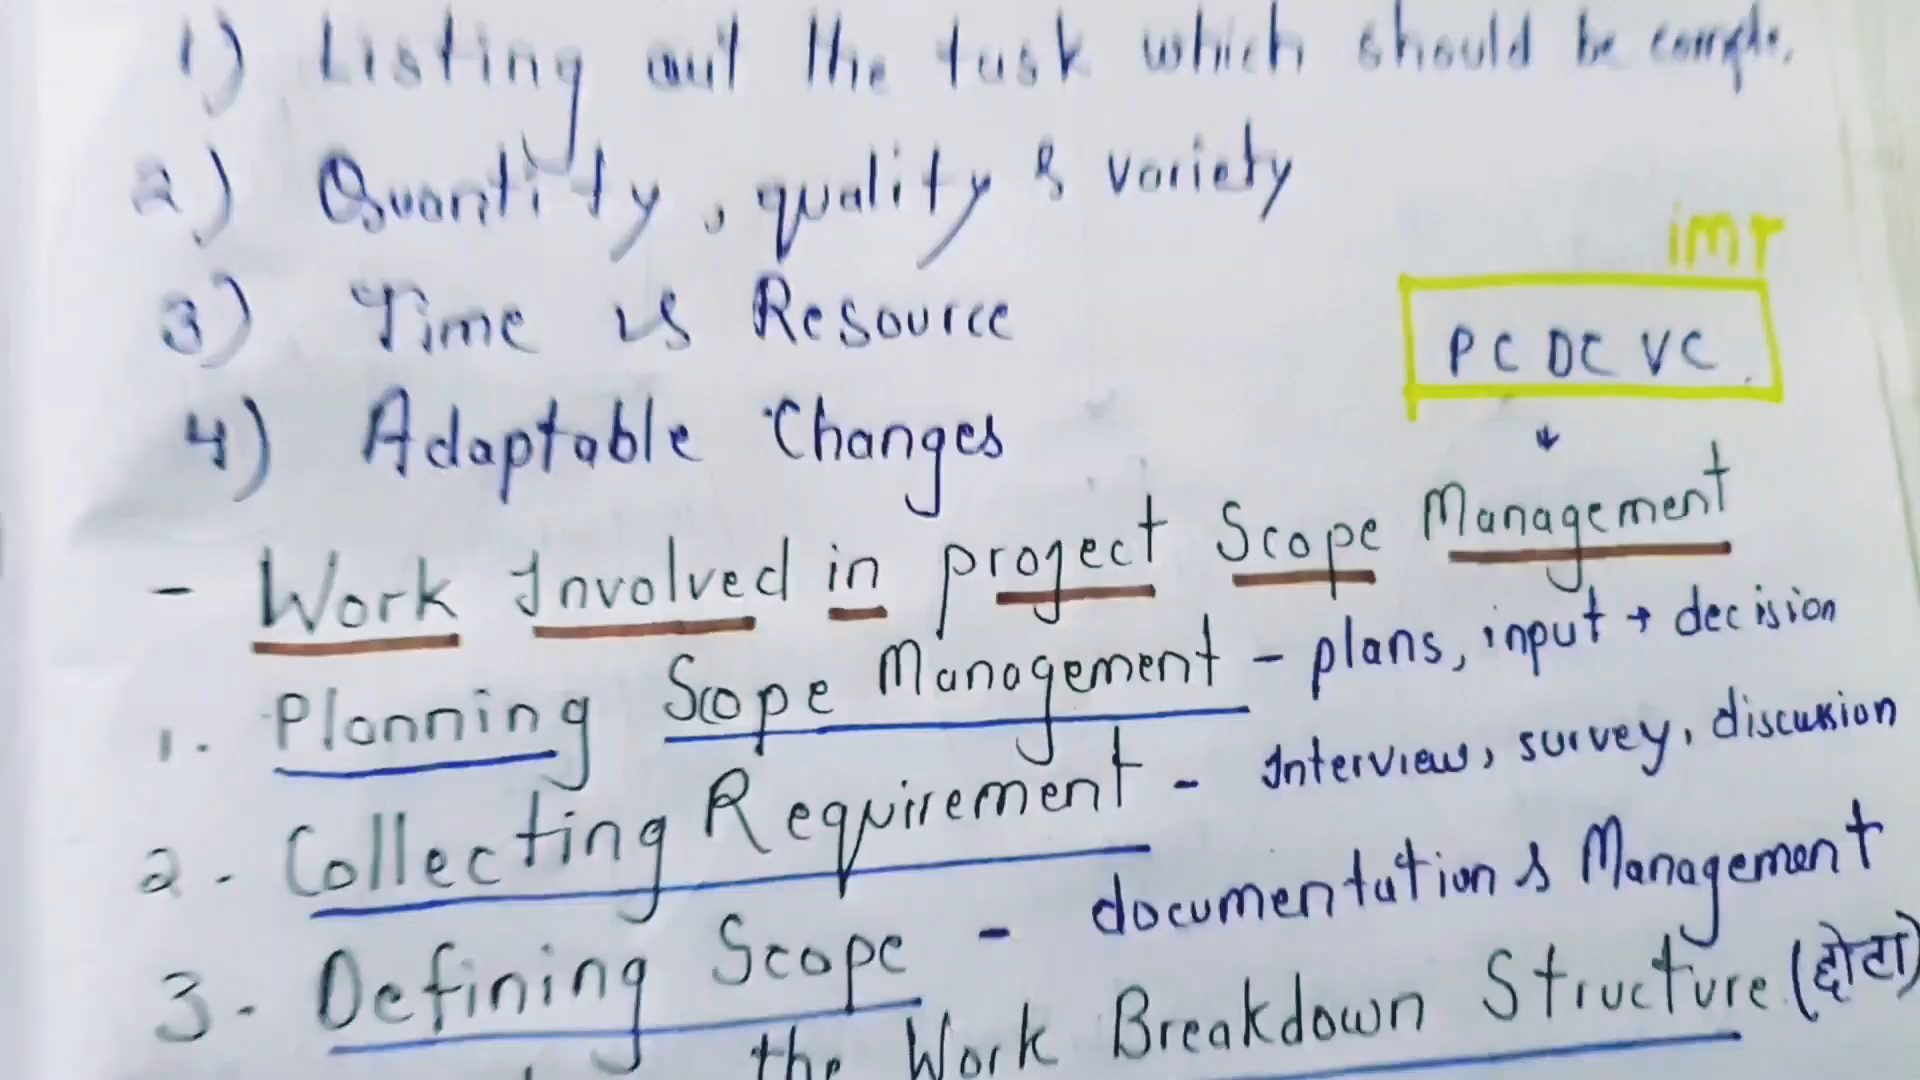 1) Listing out the task which should be comple.
2) Quantity, quality & variety
3) Time is Resource
iMP
PC DC VC
4) Adaptable Changes
- Work Involved in project Scope Management
1. Planning Scope Management - plans, input + decision
2. Collecting Requirement - Interview, survey, discussion
3. Defining Scope - documentation & Management
the Work Breakdown Structure (छोटा)